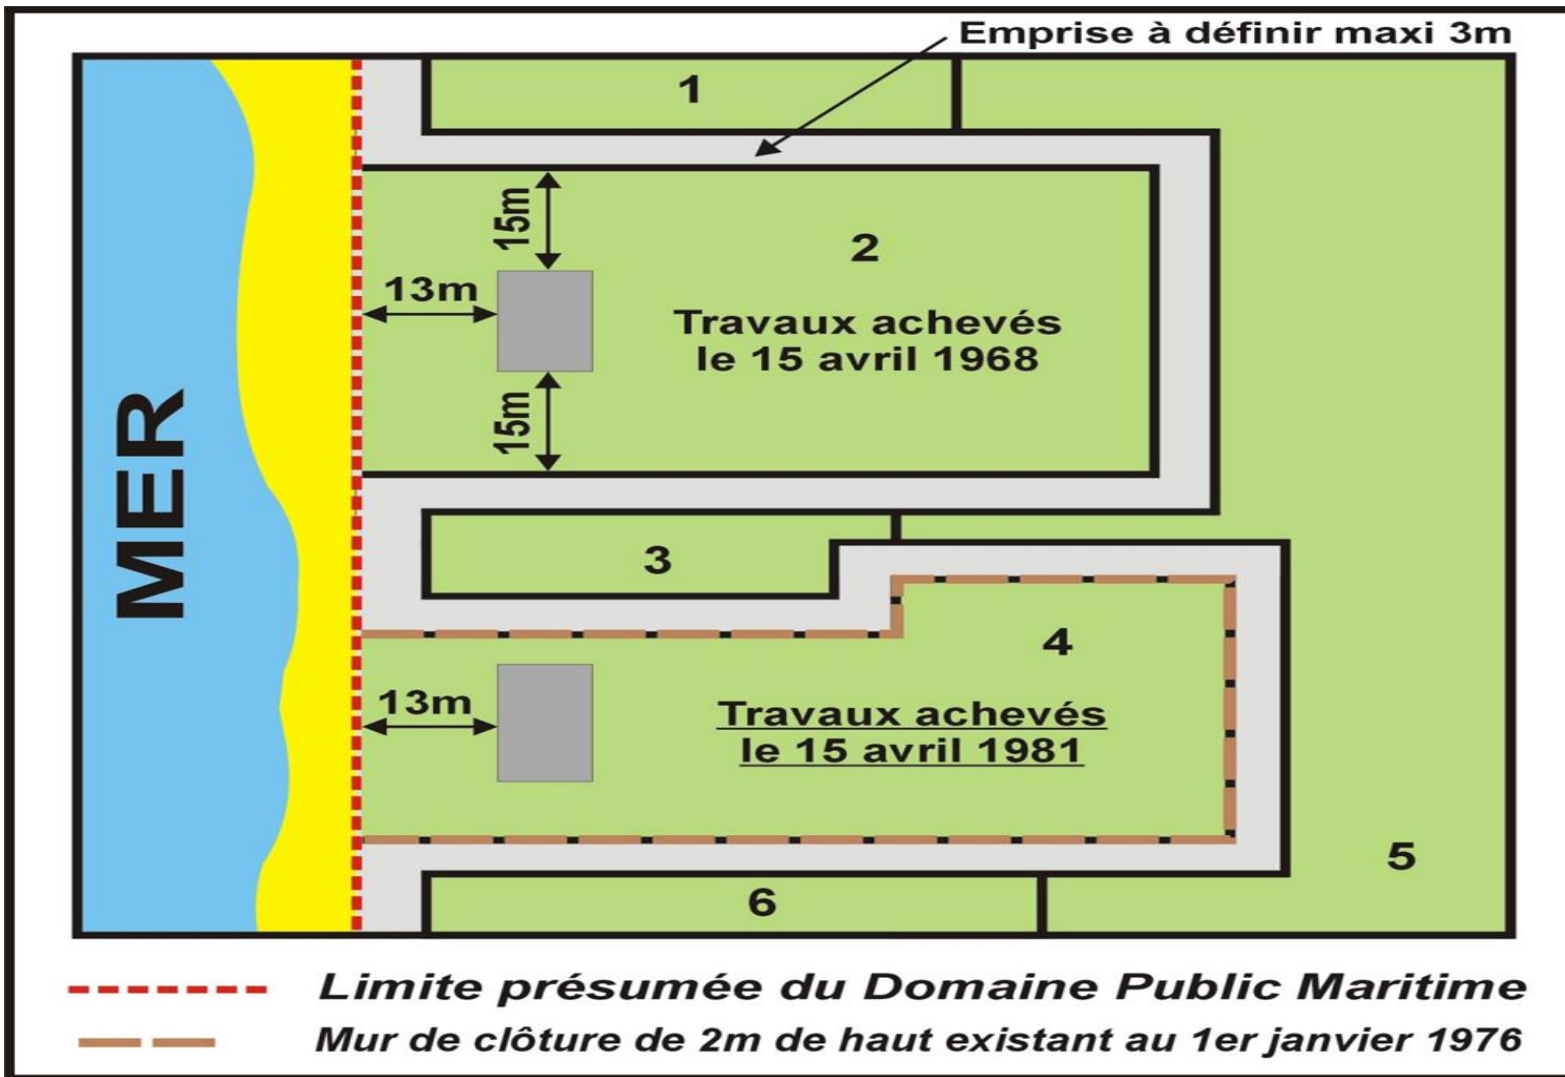 Emprise à définir maxi 3m
1
15m
2
13m
Travaux achevés
le 15 avril 1968
15m
MER
3
4
13m
Travaux achevés
le 15 avril 1981
5
6
Limite présumée du Domaine Public Maritime
Mur de clôture de 2m de haut existant au 1er janvier 1976